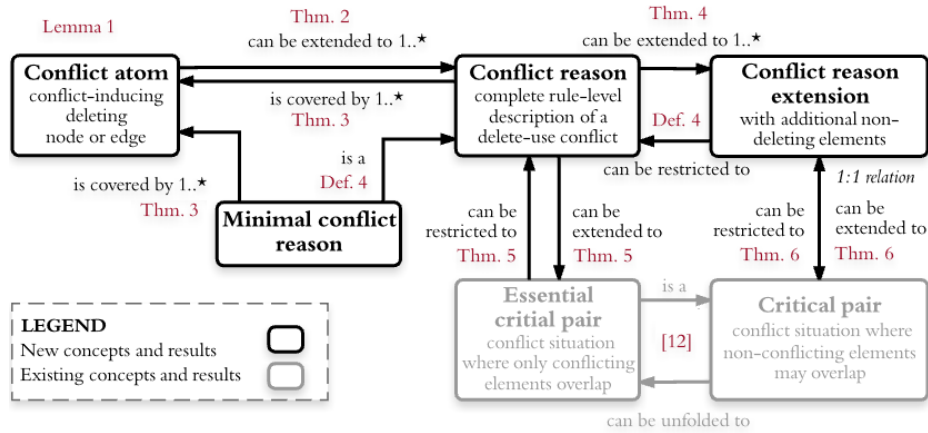 Lemma 1
Thm. 2
can be extended to 1..★
Thm. 4
can be extended to 1..★
Conflict atom
conflict-inducing
deleting
node or edge
is covered by 1..★
Thm. 3
Conflict reason
complete rule-level
description of a
delete-use conflict
Def. 4
can be restricted to
Conflict reason
extension
with additional non-
deleting elements
is covered by 1..★
Thm. 3
is a
Def. 4
Minimal conflict
reason
can be
restricted to
Thm. 5
can be
extended to
Thm. 5
1:1 relation
can be
restricted to
Thm. 6
can be
extended to
Thm. 6
Essential
critial pair
conflict situation
where only conflicting
elements overlap
is a
[12]
can be unfolded to
Critical pair
conflict situation where
non-conflicting elements
may overlap
LEGEND
New concepts and results
Existing concepts and results